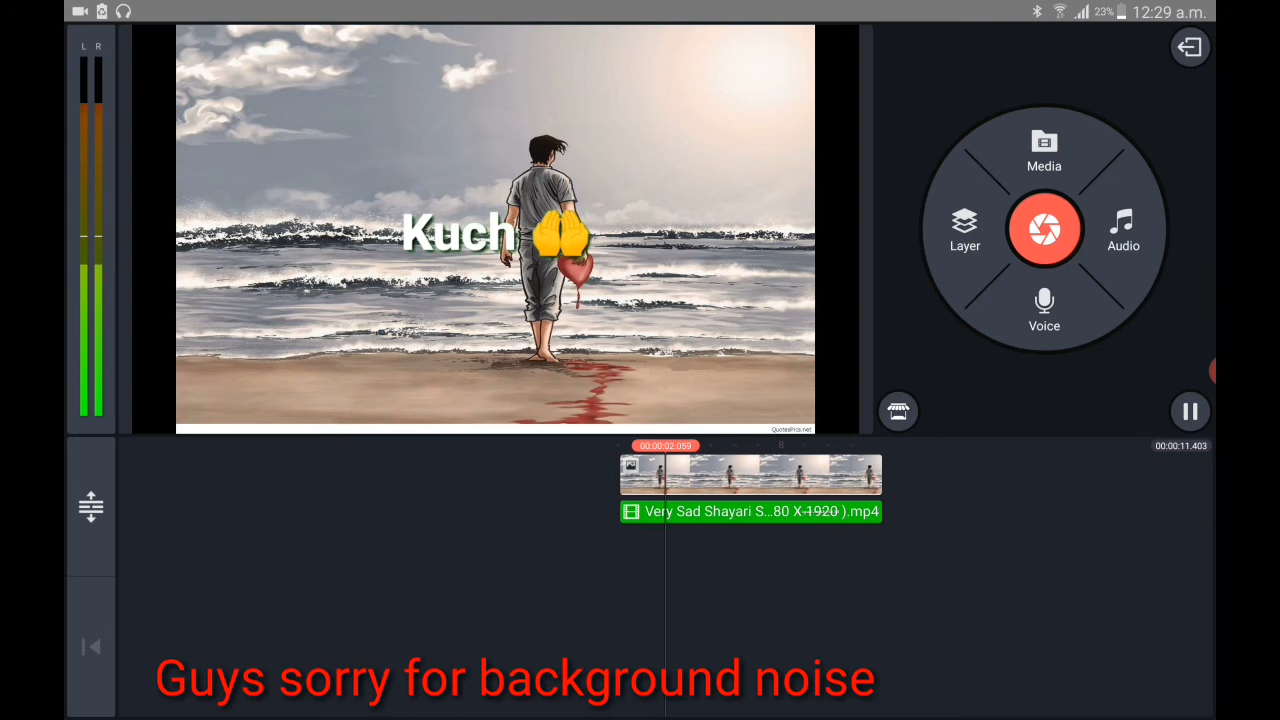 23% 12:29 a.m.
L R
Media
Kuch 🤲
Layer
Audio
Voice
QuotesPics.net
00:00:02.059
8
00:00:11.403
Very Sad Shayari S...80 X 1920 ).mp4
Guys sorry for background noise